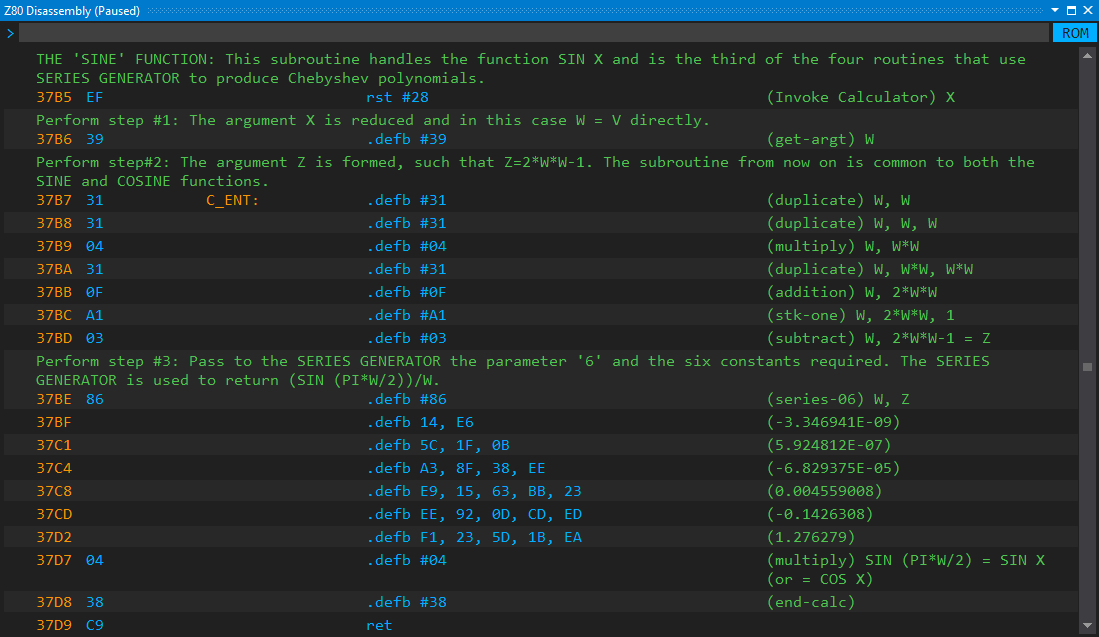 Z80 Disassembly (Paused)
> ROM
THE 'SINE' FUNCTION: This subroutine handles the function SIN X and is the third of the four routines that use
SERIES GENERATOR to produce Chebyshev polynomials.
37B5 EF rst #28 (Invoke Calculator) X
Perform step #1: The argument X is reduced and in this case W = V directly.
37B6 39 .defb #39 (get-argt) W
Perform step#2: The argument Z is formed, such that Z=2*W*W-1. The subroutine from now on is common to both the
SINE and COSINE functions.
37B7 31 C_ENT: .defb #31 (duplicate) W, W
37B8 31 .defb #31 (duplicate) W, W, W
37B9 04 .defb #04 (multiply) W, W*W
37BA 31 .defb #31 (duplicate) W, W*W, W*W
37BB 0F .defb #0F (addition) W, 2*W*W
37BC A1 .defb #A1 (stk-one) W, 2*W*W, 1
37BD 03 .defb #03 (subtract) W, 2*W*W-1 = Z
Perform step #3: Pass to the SERIES GENERATOR the parameter '6' and the six constants required. The SERIES
GENERATOR is used to return (SIN (PI*W/2))/W.
37BE 86 .defb #86 (series-06) W, Z
37BF .defb 14, E6 (-3.346941E-09)
37C1 .defb 5C, 1F, 0B (5.924812E-07)
37C4 .defb A3, 8F, 38, EE (-6.829375E-05)
37C8 .defb E9, 15, 63, BB, 23 (0.004559008)
37CD .defb EE, 92, 0D, CD, ED (-0.1426308)
37D2 .defb F1, 23, 5D, 1B, EA (1.276279)
37D7 04 .defb #04 (multiply) SIN (PI*W/2) = SIN X
(or = COS X)
37D8 38 .defb #38 (end-calc)
37D9 C9 ret